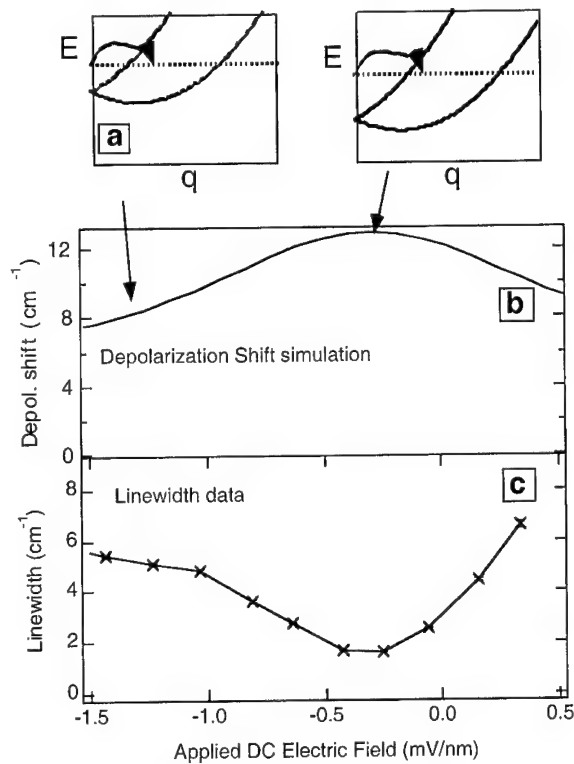 E
a
q
E
q
12
8
4
0
Depol. shift (cm⁻¹)
b
Depolarization Shift simulation
8
6
4
2
0
Linewidth (cm⁻¹)
c
Linewidth data
-1.5
-1.0
-0.5
0.0
0.5
Applied DC Electric Field (mV/nm)